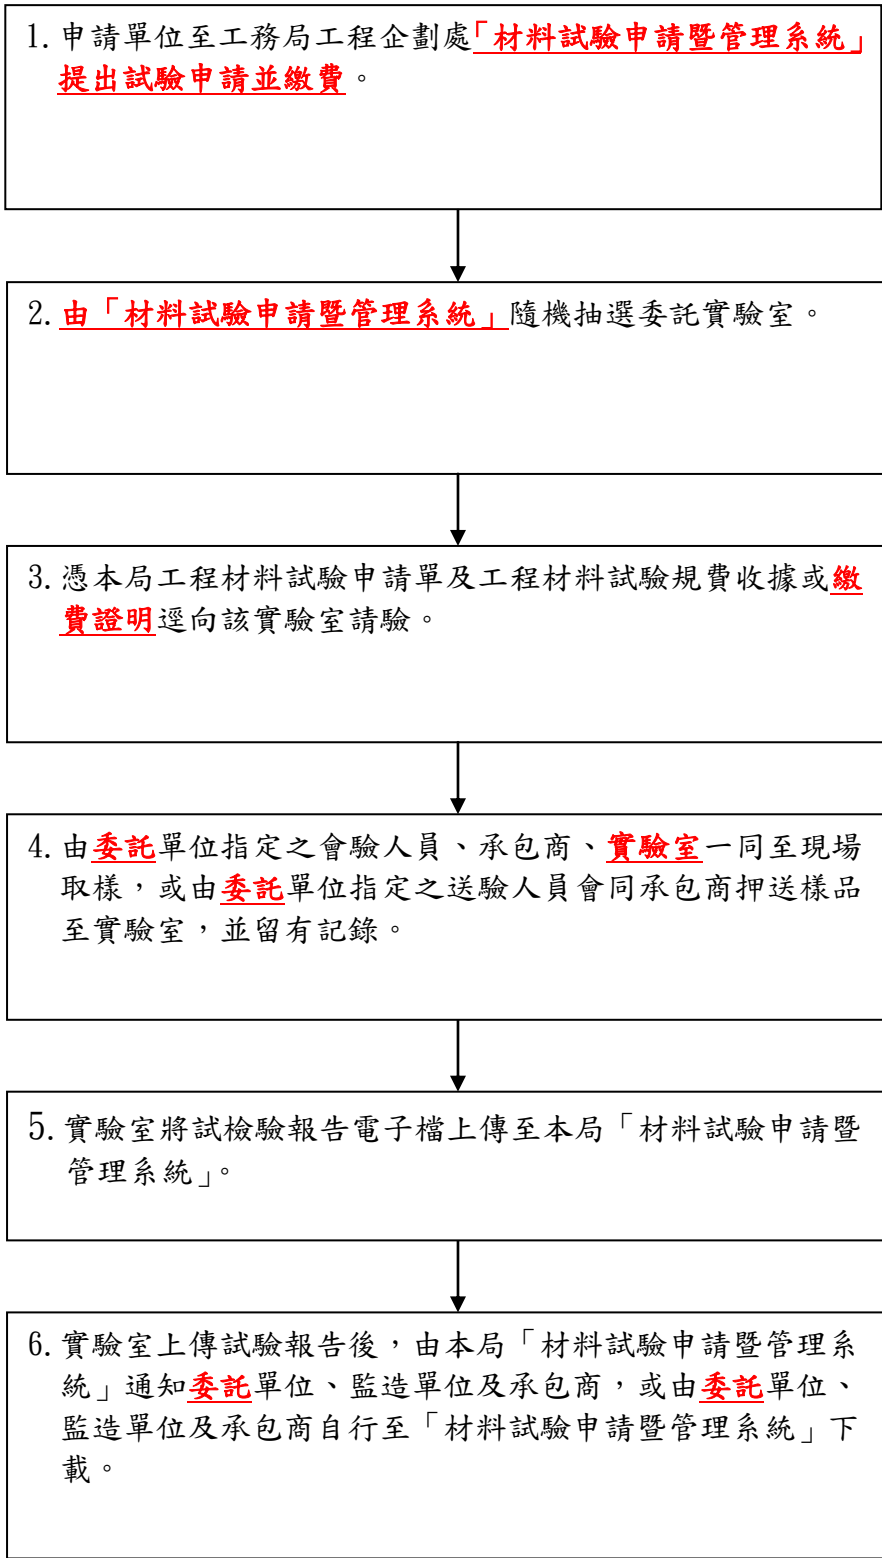 1. 申請單位至工務局工程企劃處「材料試驗申請暨管理系統」
提出試驗申請並繳費。
2. 由「材料試驗申請暨管理系統」隨機抽選委託實驗室。
3. 憑本局工程材料試驗申請單及工程材料試驗規費收據或繳
費證明逕向該實驗室請驗。
4. 由委託單位指定之會驗人員、承包商、實驗室一同至現場
取樣，或由委託單位指定之送驗人員會同承包商押送樣品
至實驗室，並留有記錄。
5. 實驗室將試檢驗報告電子檔上傳至本局「材料試驗申請暨
管理系統」。
6. 實驗室上傳試驗報告後，由本局「材料試驗申請暨管理系
統」通知委託單位、監造單位及承包商，或由委託單位、
監造單位及承包商自行至「材料試驗申請暨管理系統」下
載。